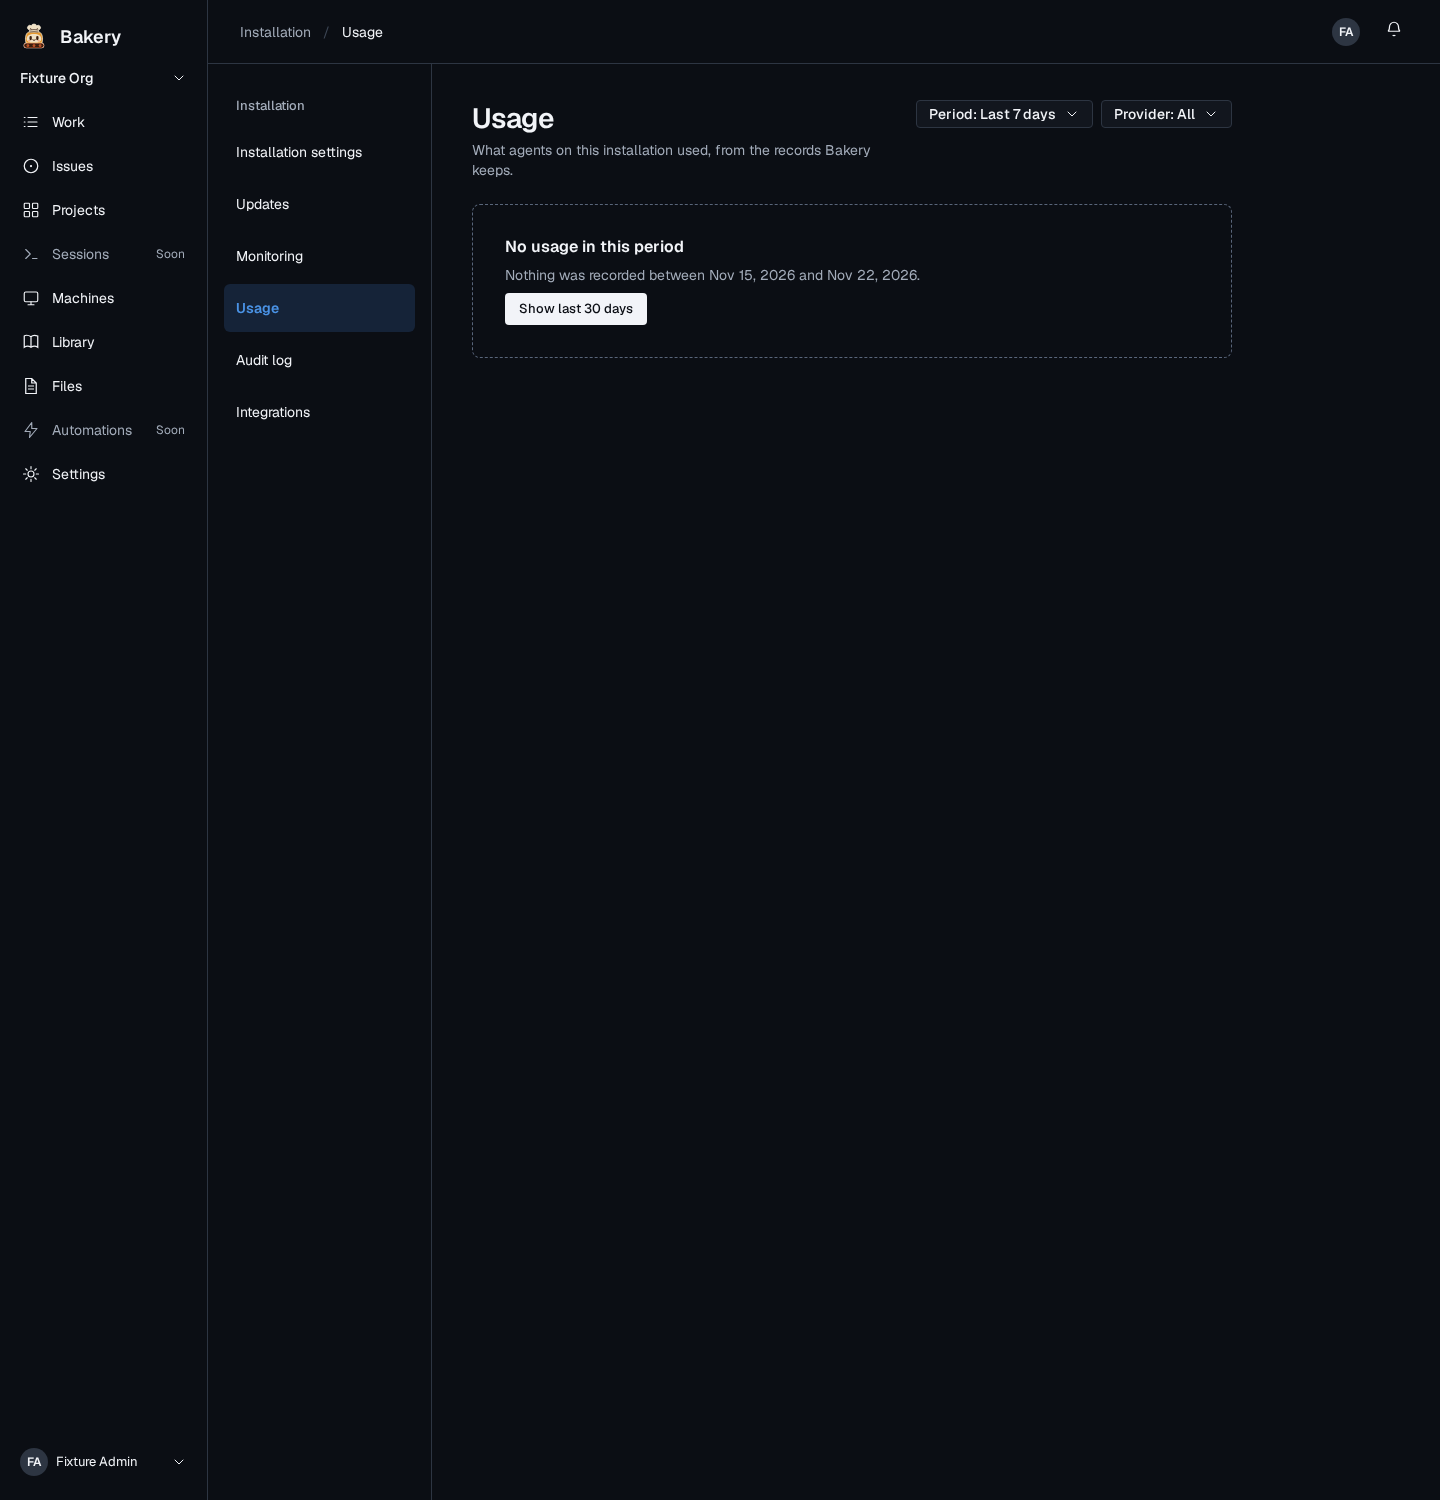 Bakery
Fixture Org
Work
Issues
Projects
Sessions Soon
Machines
Library
Files
Automations Soon
Settings
FA Fixture Admin
Installation / Usage
FA
Installation
Installation settings
Updates
Monitoring
Usage
Audit log
Integrations
Usage
Period: Last 7 days
Provider: All
What agents on this installation used, from the records Bakery
keeps.
No usage in this period
Nothing was recorded between Nov 15, 2026 and Nov 22, 2026.
Show last 30 days